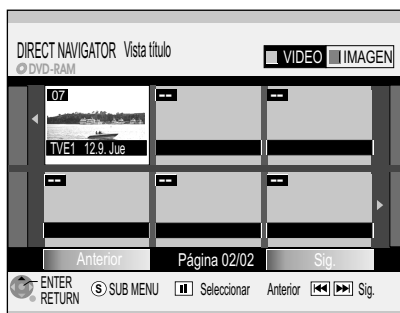 DIRECT NAVIGATOR Vista título
DVD-RAM
VIDEO IMAGEN
07 -- --
TVE1 12.9. Jue
-- -- --
Anterior Página 02/02 Sig.
ENTER
RETURN
S SUB MENU Seleccionar Anterior Sig.